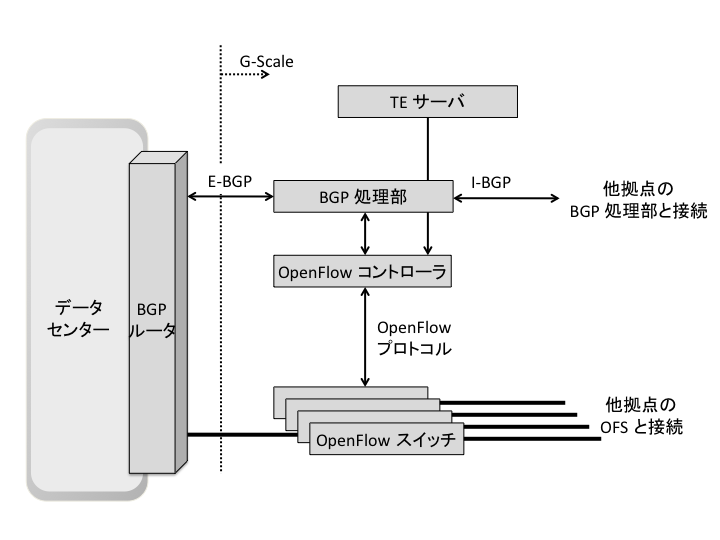 G-Scale
TE サーバ
E-BGP
BGP 処理部
I-BGP
他拠点の
BGP 処理部と接続
OpenFlow コントローラ
データ
センター
BGP
ルータ
OpenFlow
プロトコル
他拠点の
OFS と接続
OpenFlow スイッチ